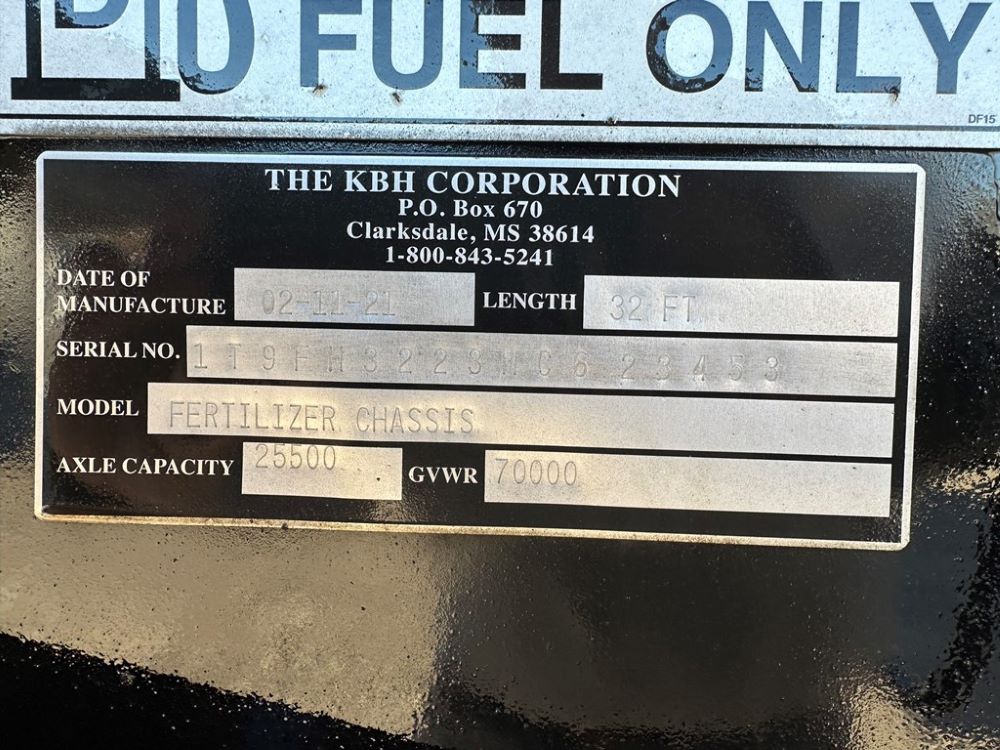 FUEL ONLY
DF15
THE KBH CORPORATION
P.O. Box 670
Clarksdale, MS 38614
1-800-843-5241
DATE OF
MANUFACTURE 02-11-21 LENGTH 32 FT.
SERIAL NO. 1T9FH3223MC623453
MODEL FERTILIZER CHASSIS
AXLE CAPACITY 25500 GVWR 70000